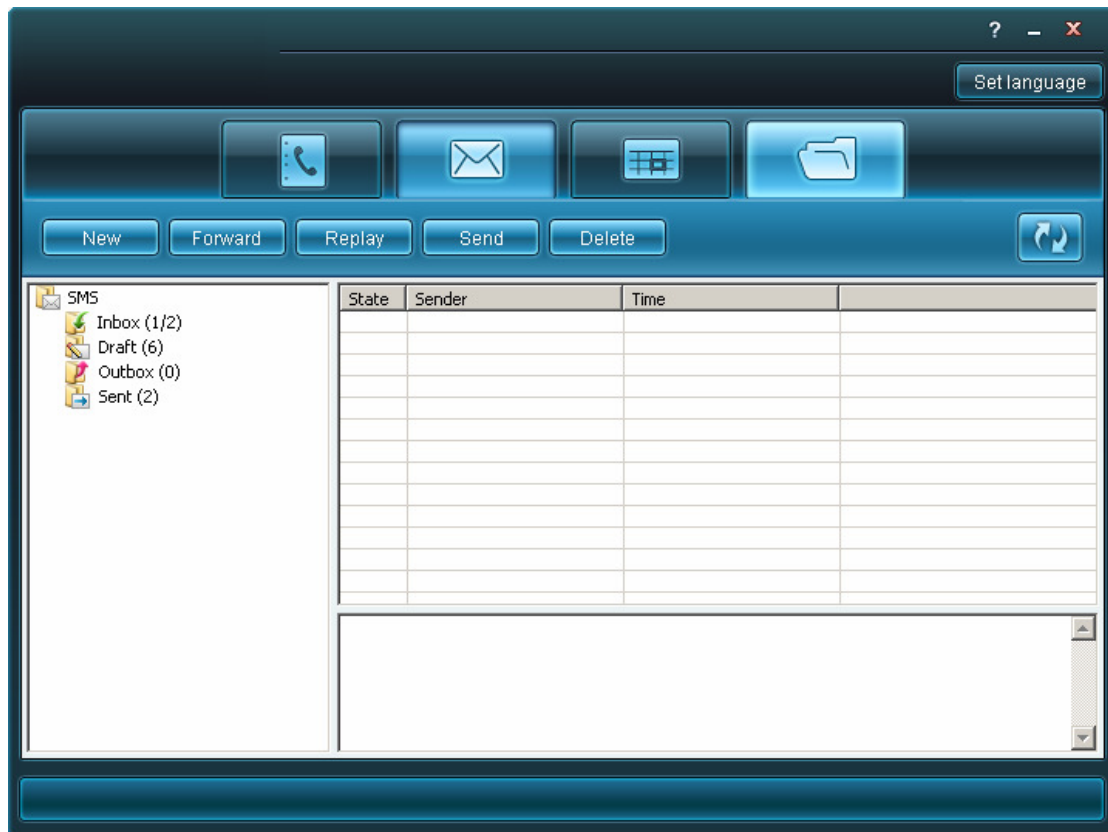 ?
Set language
New Forward Replay Send Delete
SMS
Inbox (1/2)
Draft (6)
Outbox (0)
Sent (2)
State Sender Time